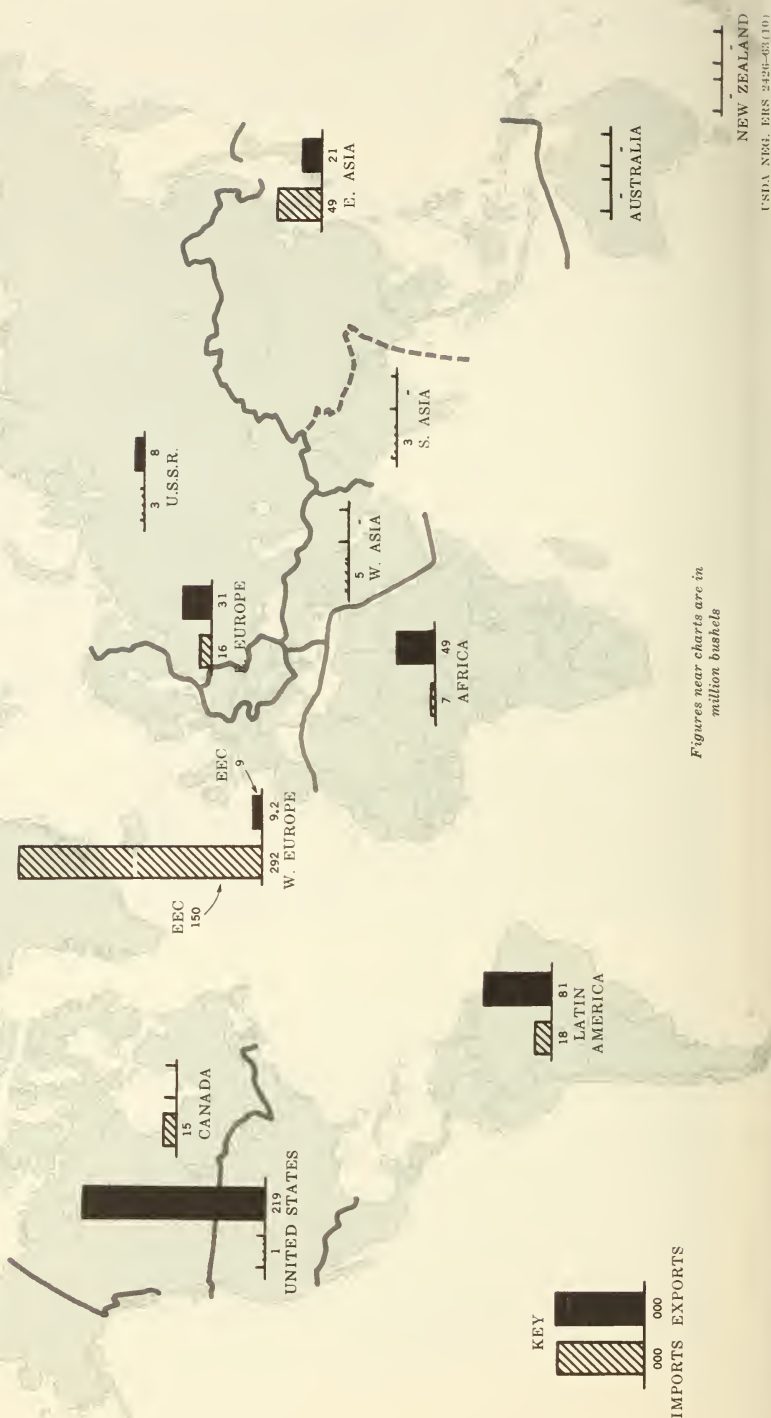 EEC
150
292
W. EUROPE
9.2
EEC
9
15
CANADA
1
UNITED STATES
219
16
E. EUROPE
31
3
U.S.S.R.
8
49
E. ASIA
21
5
W. ASIA
-
3
S. ASIA
-
7
AFRICA
49
18
LATIN
AMERICA
81
-
AUSTRALIA
-
-
NEW ZEALAND
-
KEY
000
000
IMPORTS EXPORTS
Figures near charts are in
million bushels
USDA NEG. ERS 2426-63(10)